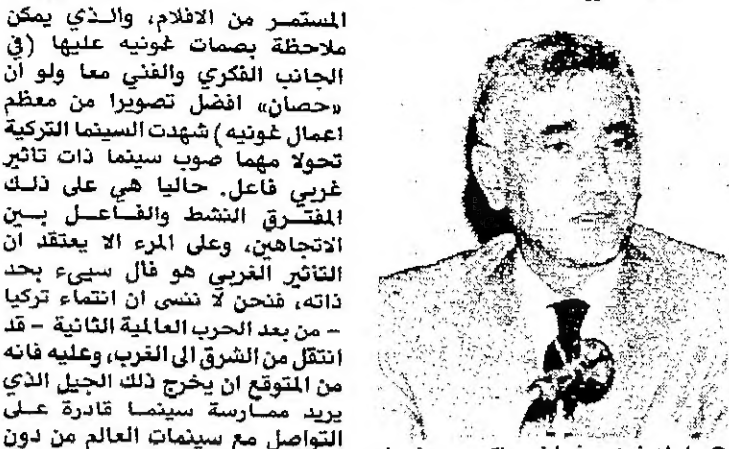 المستمر من الافلام، والذي يمكن
ملاحظة بصمات غونيه عليها (في
الجانب الفكري والفني معا ولو ان
«حصان» افضل تصويرا من معظم
اعمال غونيه) شهدت السينما التركية
تحولا مهما صوب سينما ذات تاثير
غربي فاعل. حاليا هي على ذلك
المفترق النشط والفاعل بين
الاتجاهين، وعلى المرء الا يعتقد ان
التاثير الغربي هو فأل سييء بحد
ذاته، فنحن لا ننسى ان انتماء تركيا
- من بعد الحرب العالمية الثانية - قد
انتقل من الشرق الى الغرب، وعليه فانه
من المتوقع ان يخرج ذلك الجيل الذي
يريد ممارسة سينما قادرة على
التواصل مع سينمات العالم من دون